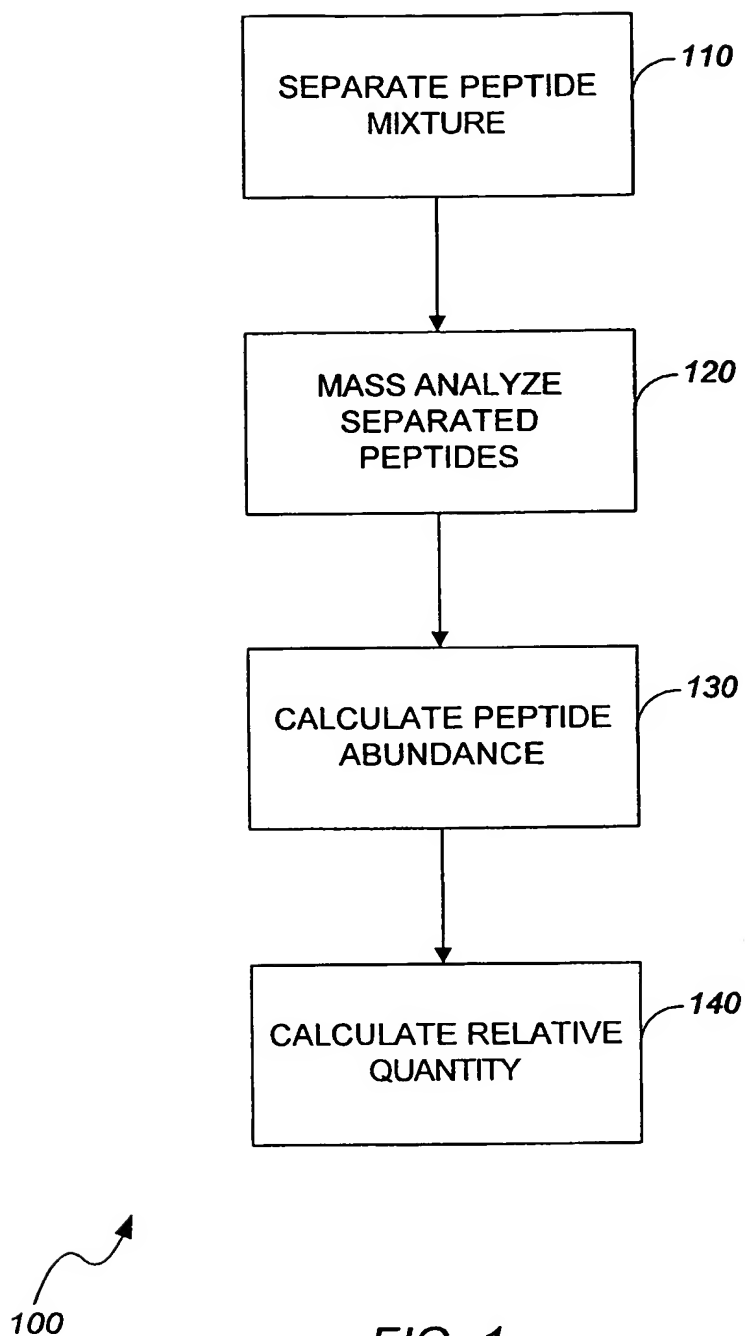 SEPARATE PEPTIDE
MIXTURE
110
MASS ANALYZE
SEPARATED
PEPTIDES
120
CALCULATE PEPTIDE
ABUNDANCE
130
CALCULATE RELATIVE
QUANTITY
140
100
FIG. 1